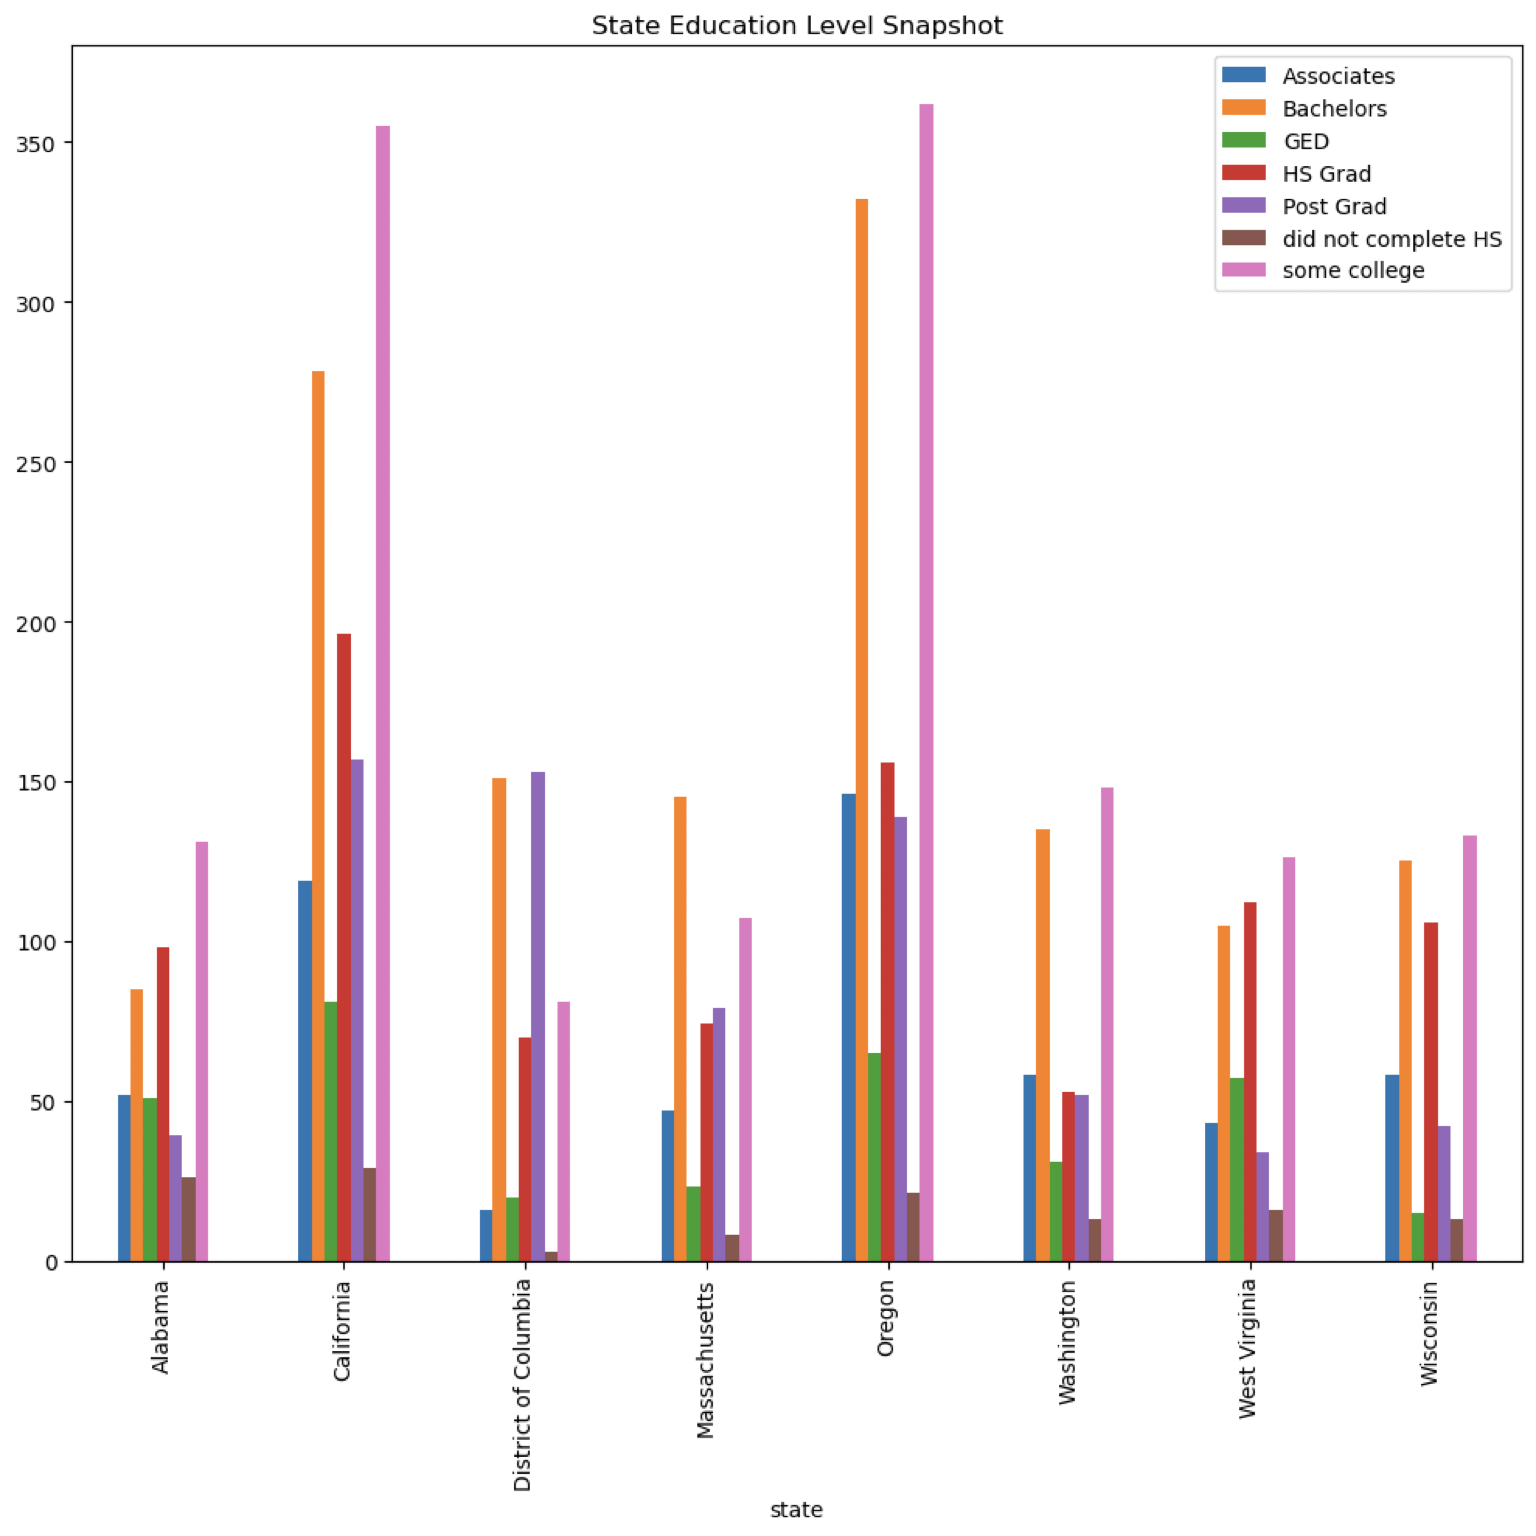 State Education Level Snapshot
Associates
Bachelors
GED
HS Grad
Post Grad
did not complete HS
some college
350
300
250
200
150
100
50
0
Alabama
California
District of Columbia
Massachusetts
Oregon
Washington
West Virginia
Wisconsin
state